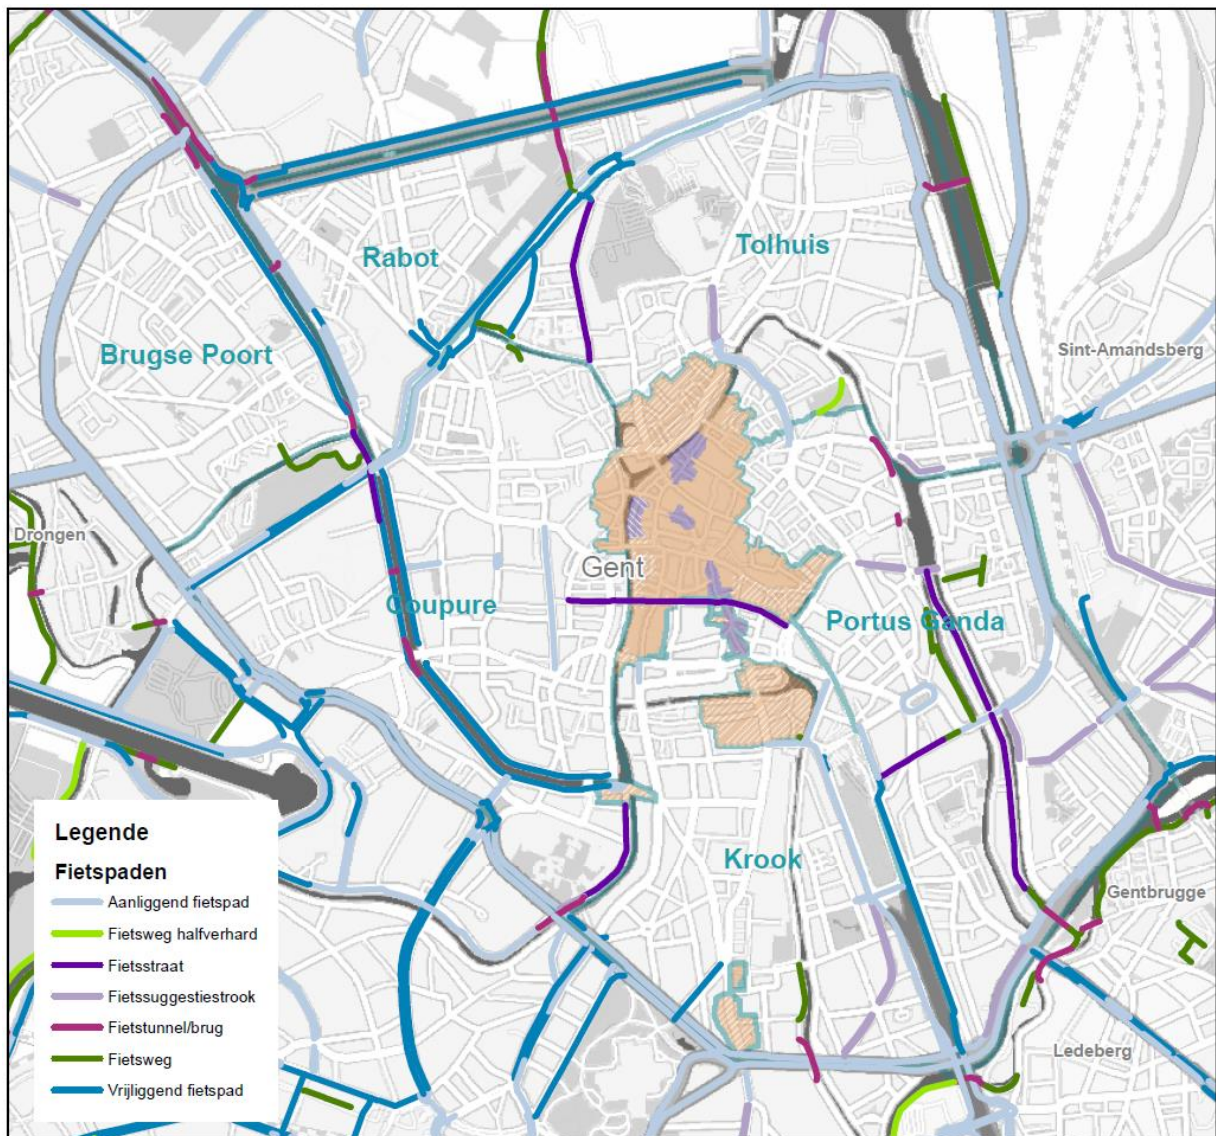 Rabot
Tolhuis
Brugse Poort
Sint-Amandsberg
Drongen
Gent
Coupure
Portus Ganda
Krook
Gentbrugge
Ledeberg
Legende
Fietspaden
Aanliggend fietspad
Fietsweg halfverhard
Fietsstraat
Fietssuggestiestrook
Fietstunnel/brug
Fietsweg
Vrijliggend fietspad